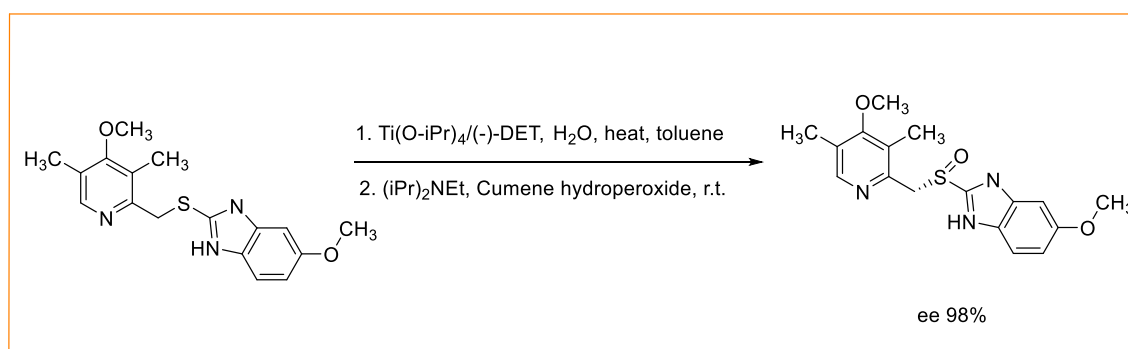 OCH3
H3C
CH3
N
S
N
HN
O
CH3
1. Ti(O-iPr)4/(-)-DET, H2O, heat, toluene
2. (iPr)2NEt, Cumene hydroperoxide, r.t.
OCH3
H3C
CH3
N
S
O
N
HN
O
CH3
ee 98%